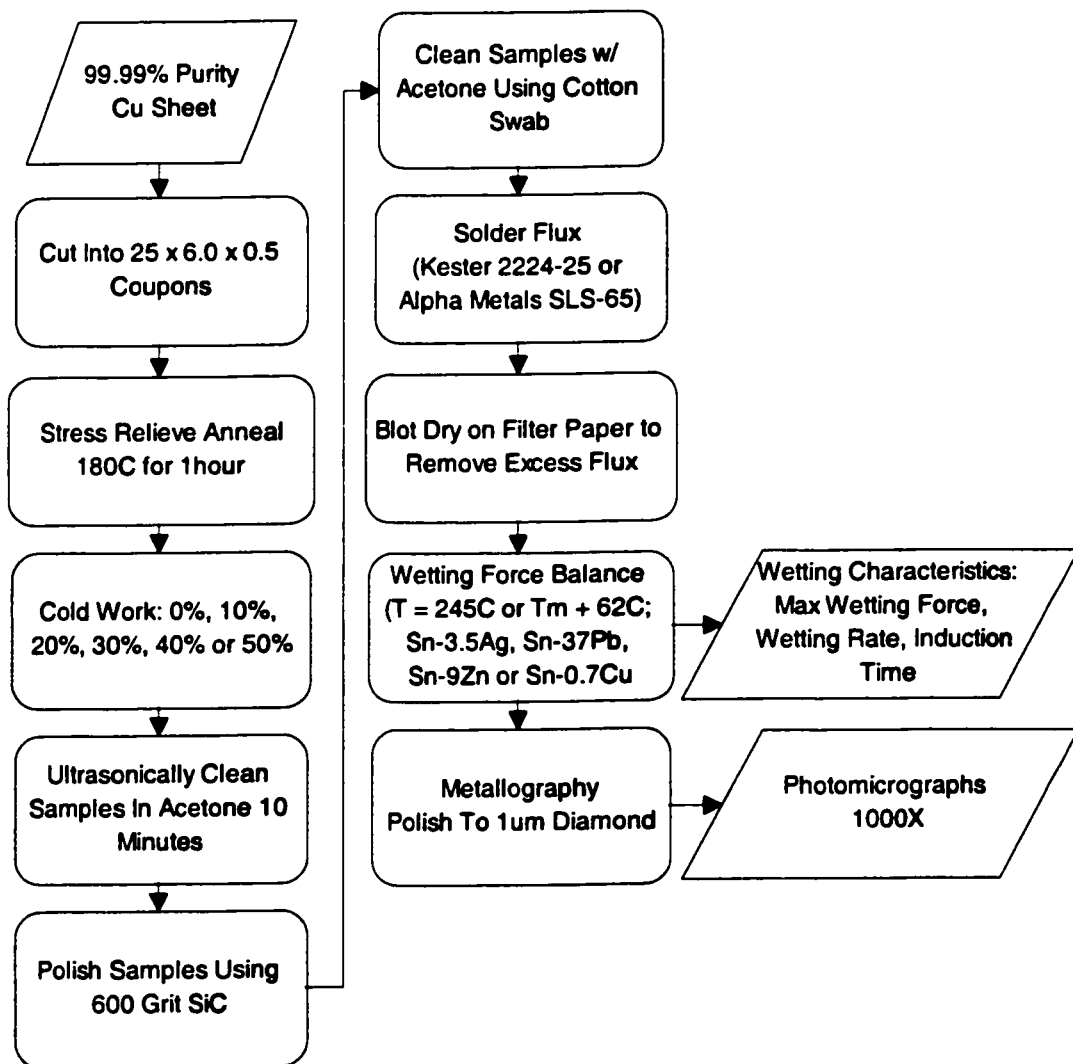 99.99% Purity
Cu Sheet
Cut Into 25 x 6.0 x 0.5
Coupons
Stress Relieve Anneal
180C for 1hour
Cold Work: 0%, 10%,
20%, 30%, 40% or 50%
Ultrasonically Clean
Samples In Acetone 10
Minutes
Polish Samples Using
600 Grit SiC
Clean Samples w/
Acetone Using Cotton
Swab
Solder Flux
(Kester 2224-25 or
Alpha Metals SLS-65)
Blot Dry on Filter Paper to
Remove Excess Flux
Wetting Force Balance
(T = 245C or Tm + 62C;
Sn-3.5Ag, Sn-37Pb,
Sn-9Zn or Sn-0.7Cu
Wetting Characteristics:
Max Wetting Force,
Wetting Rate, Induction
Time
Metallography
Polish To 1um Diamond
Photomicrographs
1000X